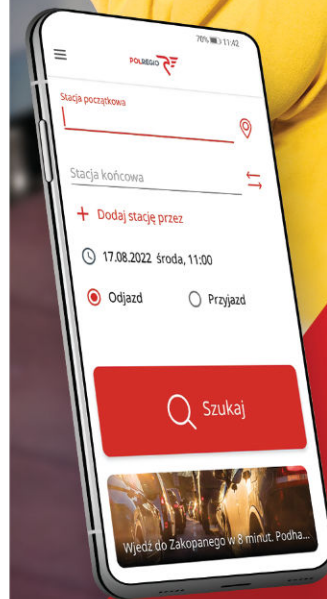 70% 11:42
POLREGIO
Stacja początkowa
Stacja końcowa
+ Dodaj stację przez
17.08.2022 środa, 11:00
Odjazd Przyjazd
Szukaj
Wjedź do Zakopanego w 8 minut. Podha...